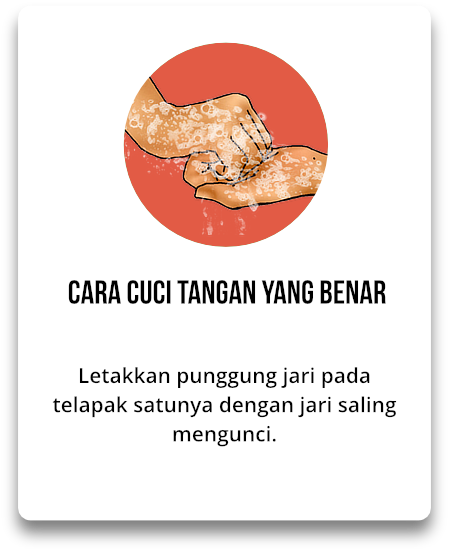 CARA CUCI TANGAN YANG BENAR
Letakkan punggung jari pada
telapak satunya dengan jari saling
mengunci.